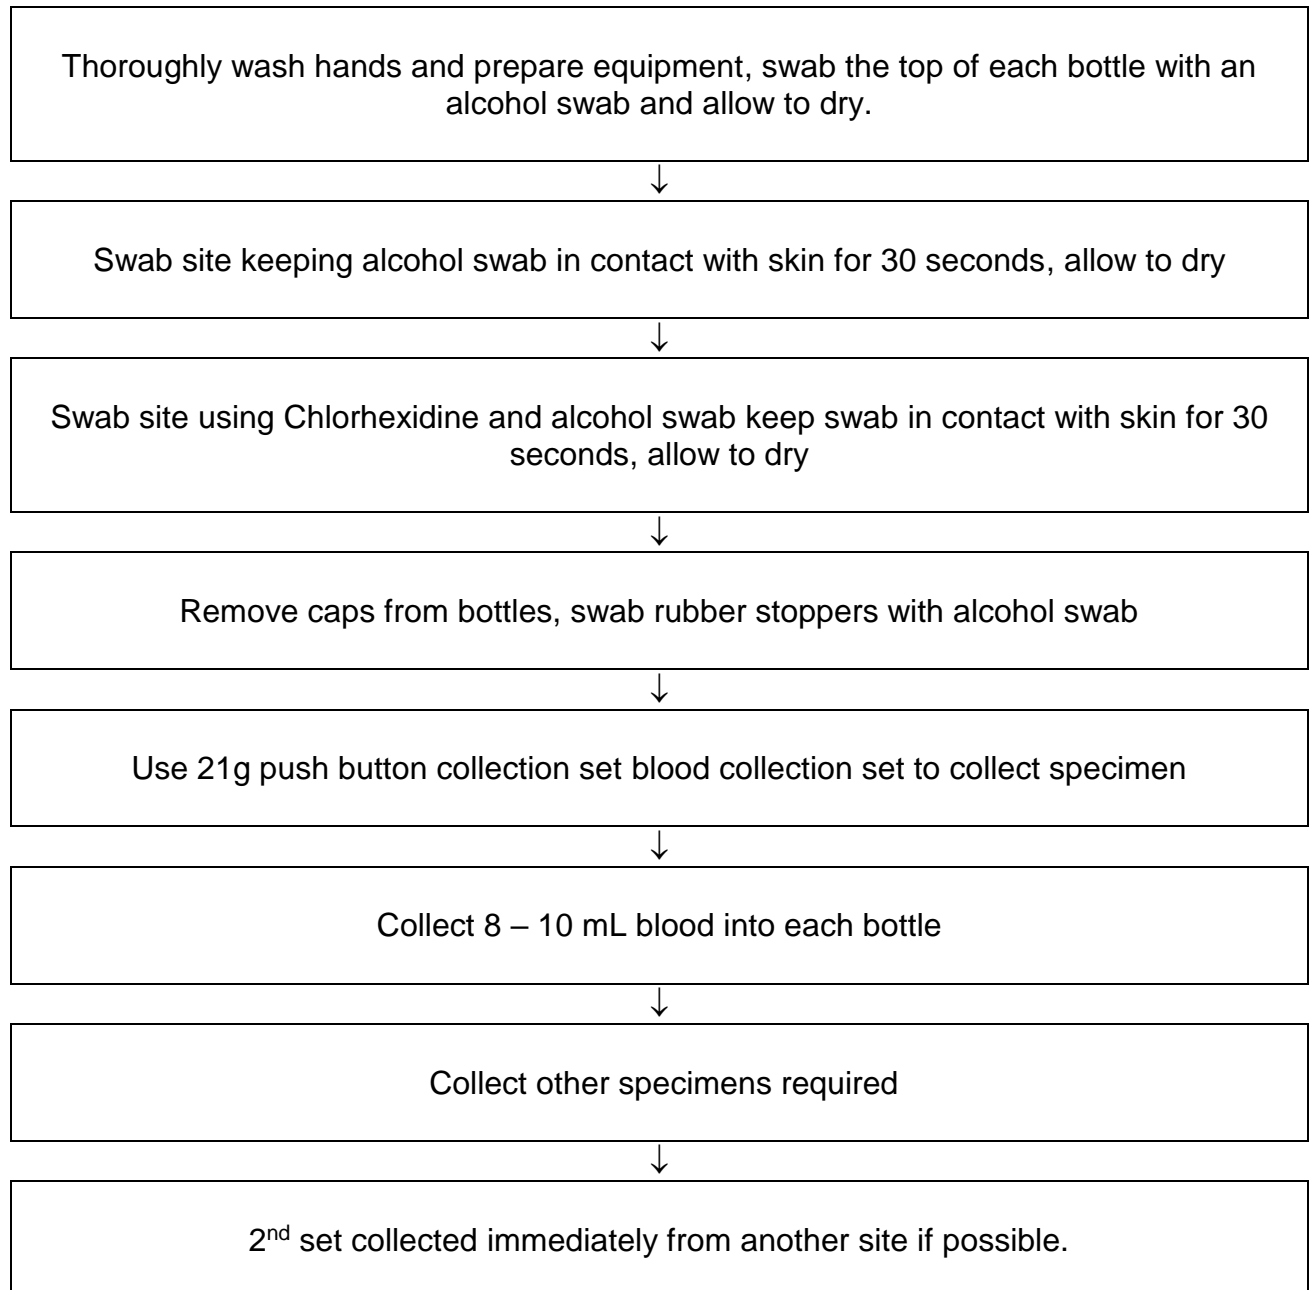 Thoroughly wash hands and prepare equipment, swab the top of each bottle with an
alcohol swab and allow to dry.
↓
Swab site keeping alcohol swab in contact with skin for 30 seconds, allow to dry
↓
Swab site using Chlorhexidine and alcohol swab keep swab in contact with skin for 30
seconds, allow to dry
↓
Remove caps from bottles, swab rubber stoppers with alcohol swab
↓
Use 21g push button collection set blood collection set to collect specimen
↓
Collect 8 – 10 mL blood into each bottle
↓
Collect other specimens required
↓
2nd set collected immediately from another site if possible.